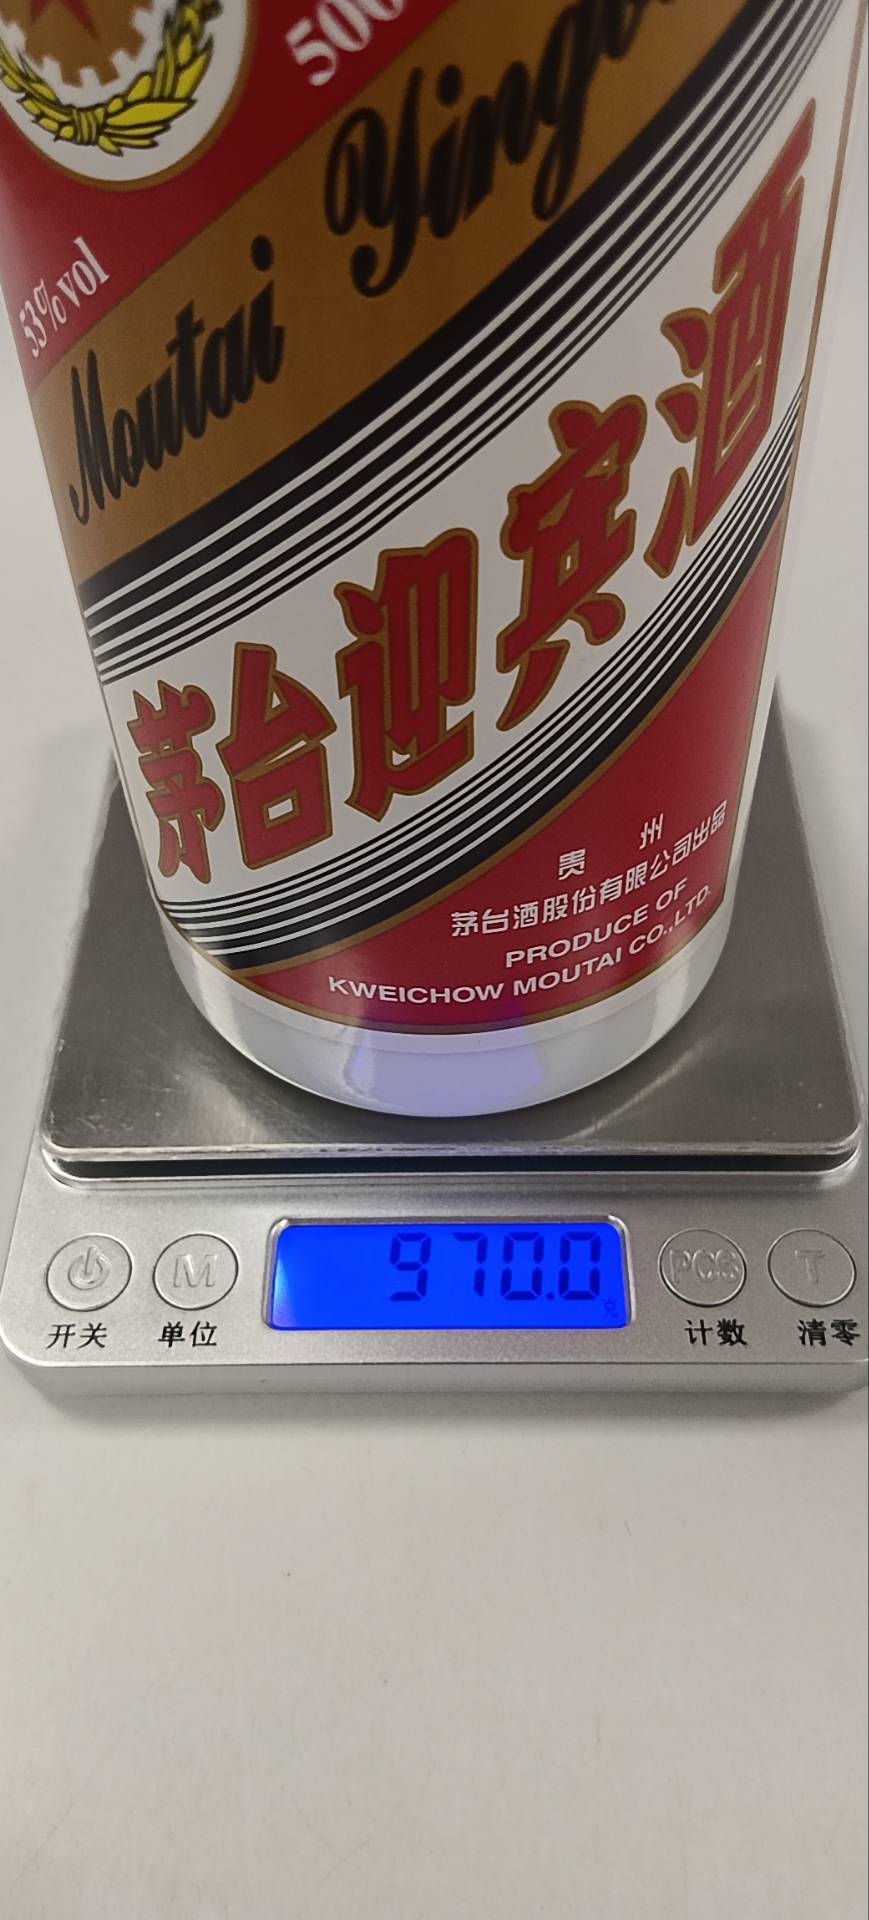 500
53%vol
Moutai
茅台迎宾酒
贵州
茅台酒股份有限公司出品
PRODUCE OF
KWEICHOW MOUTAI CO.,LTD.
970.0
克
M
PCS
T
开关
单位
计数
清零